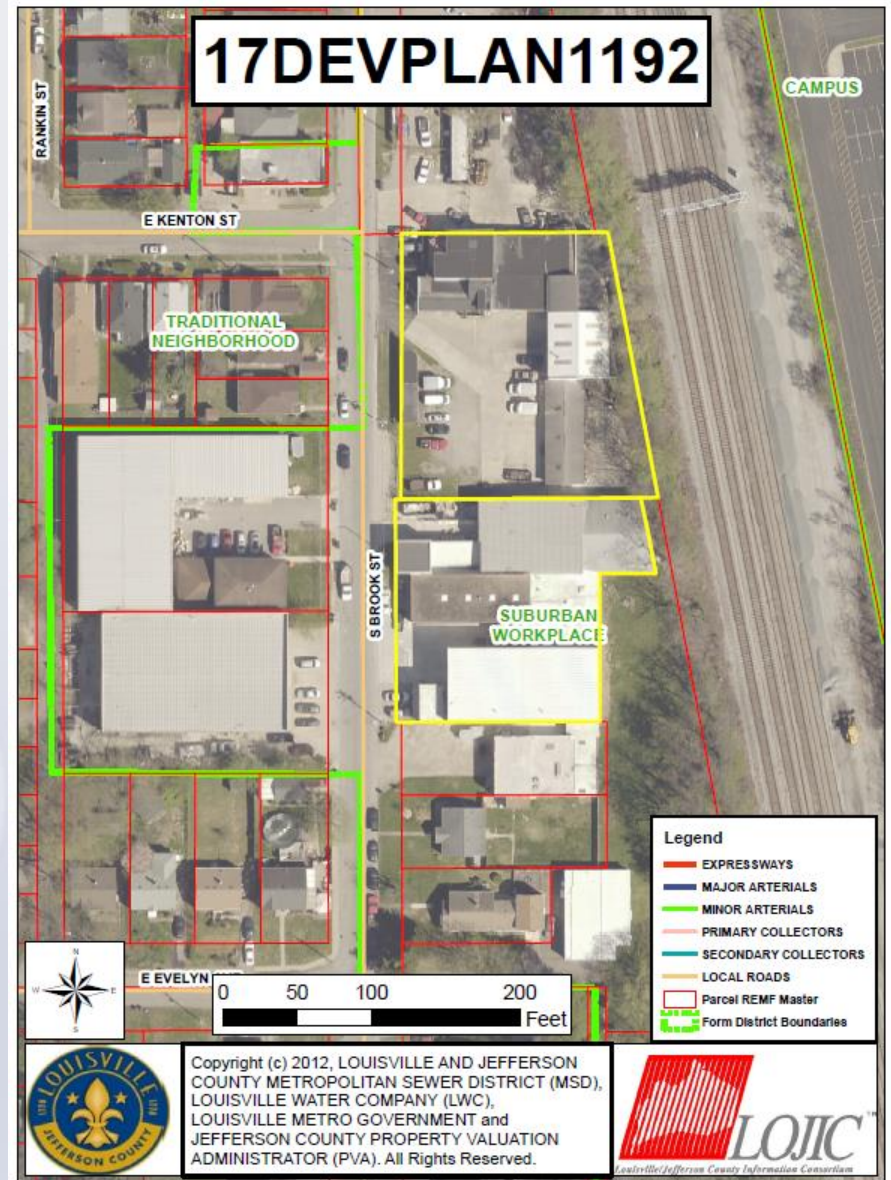 17DEVPLAN1192
CAMPUS
RANKIN ST
E KENTON ST
TRADITIONAL
NEIGHBORHOOD
S BROOK ST
SUBURBAN
WORKPLACE
E EVELYN
Legend
EXPRESSWAYS
MAJOR ARTERIALS
MINOR ARTERIALS
PRIMARY COLLECTORS
SECONDARY COLLECTORS
LOCAL ROADS
Parcel REMF Master
Form District Boundaries
N
W E
S
0 50 100 200
Feet
LOUISVILLE
JEFFERSON COUNTY
Copyright (c) 2012, LOUISVILLE AND JEFFERSON
COUNTY METROPOLITAN SEWER DISTRICT (MSD),
LOUISVILLE WATER COMPANY (LWC),
LOUISVILLE METRO GOVERNMENT and
JEFFERSON COUNTY PROPERTY VALUATION
ADMINISTRATOR (PVA). All Rights Reserved.
LOJIC
Louisville/Jefferson County Information Consortium